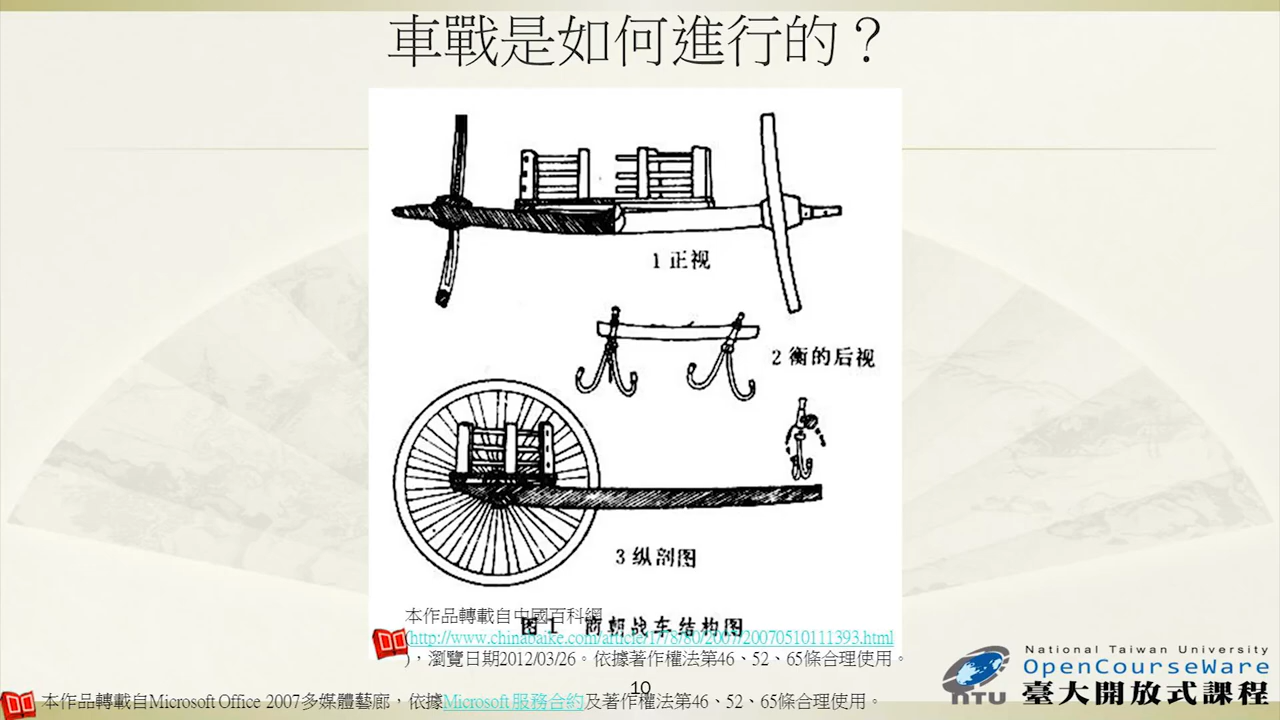 車戰是如何進行的？
1 正视
2 衡的后视
3 纵剖图
图 1 商朝战车结构图
本作品轉載自中國百科網
(http://www.chinabaike.com/article/1/78/80/2007/20070510111393.html
)，瀏覽日期2012/03/26。依據著作權法第46、52、65條合理使用。
10
本作品轉載自Microsoft Office 2007多媒體藝廊，依據Microsoft 服務合約及著作權法第46、52、65條合理使用。
NTU
National Taiwan University
OpenCourseWare
臺大開放式課程